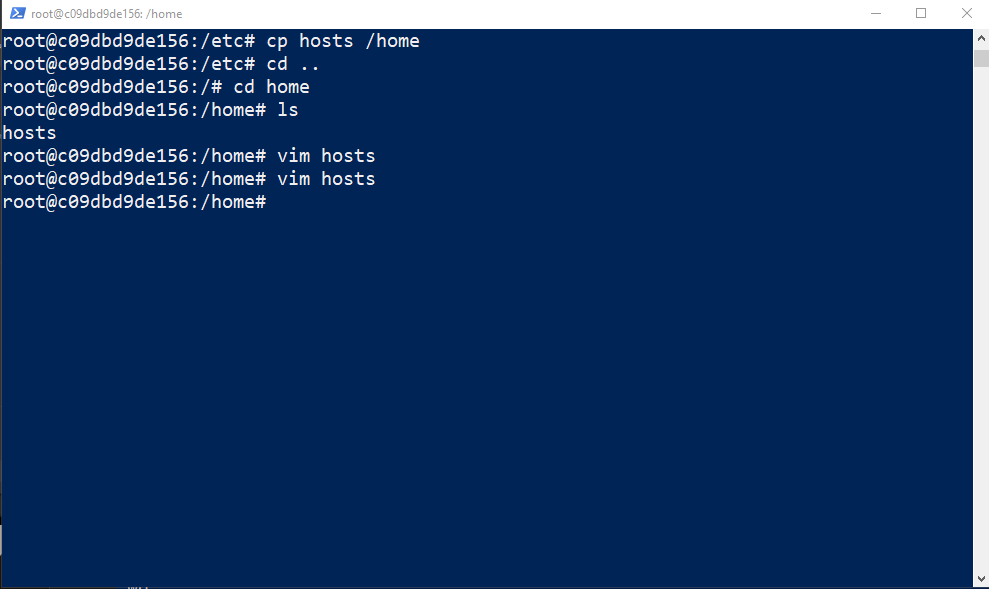 root@c09dbd9de156: /home
root@c09dbd9de156:/etc# cp hosts /home
root@c09dbd9de156:/etc# cd ..
root@c09dbd9de156:/# cd home
root@c09dbd9de156:/home# ls
hosts
root@c09dbd9de156:/home# vim hosts
root@c09dbd9de156:/home# vim hosts
root@c09dbd9de156:/home#